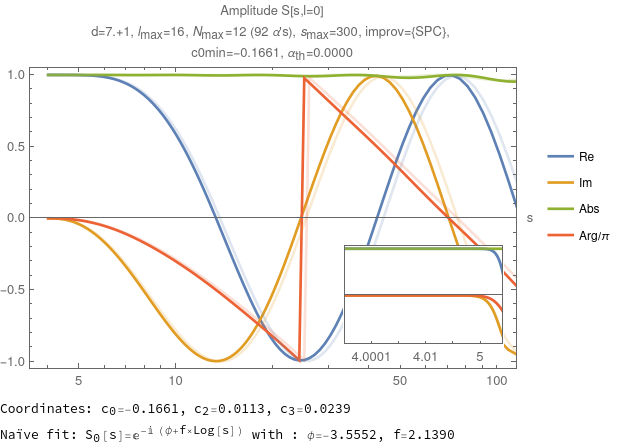 Amplitude S[s,l=0]
d=7.+1, lmax=16, Nmax=12 (92 α's), smax=300, improv={SPC},
c0min=-0.1661, αth=0.0000
1.0
0.5
0.0
-0.5
-1.0
5 10 50 100
s
4.0001 4.01 5
Re
Im
Abs
Arg/π
Coordinates: c0=-0.1661, c2=0.0113, c3=0.0239
Naïve fit: S0[s]=e^-i (ϕ+f×Log[s]) with : ϕ=-3.5552, f=2.1390